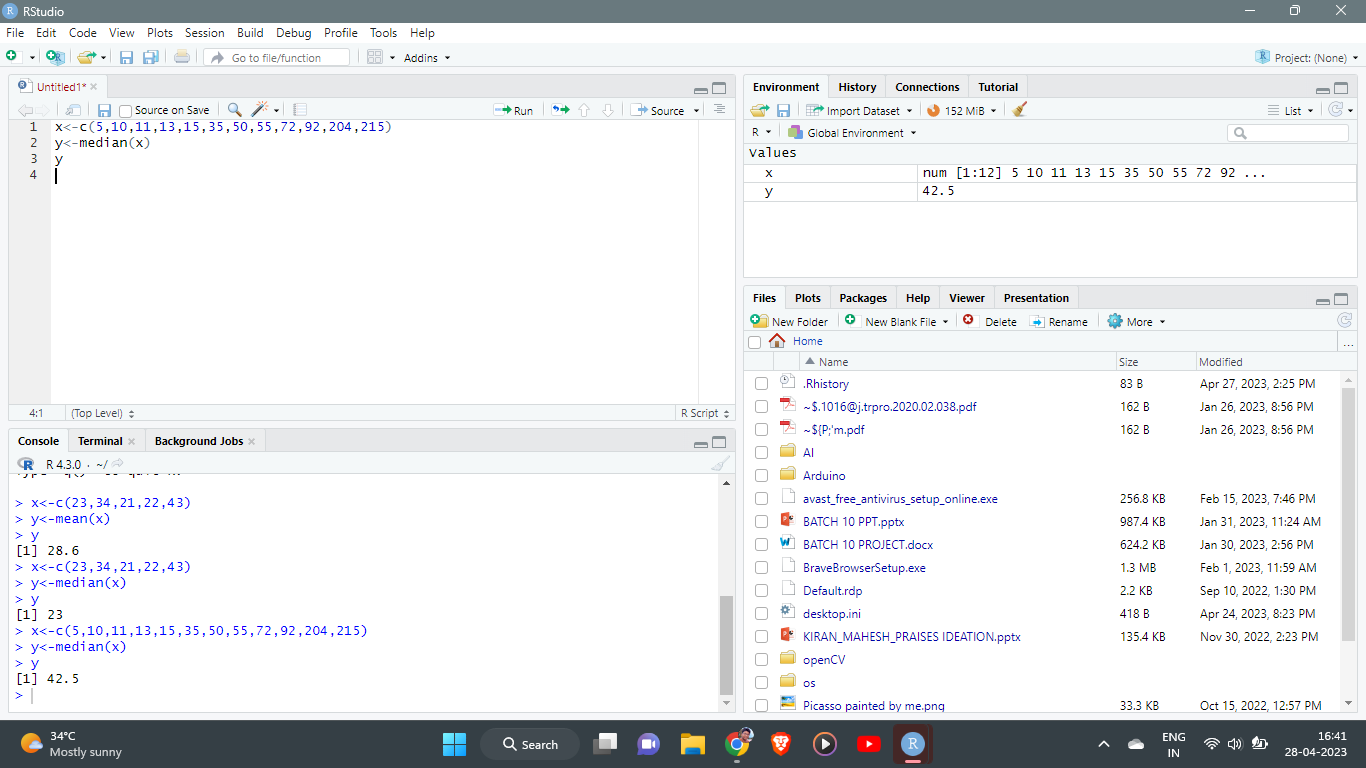 RStudio
File Edit Code View Plots Session Build Debug Profile Tools Help
Go to file/function Addins Project: (None)
Untitled1*
Source on Save Run Source
1 x<-c(5,10,11,13,15,35,50,55,72,92,204,215)
2 y<-median(x)
3 y
4
4:1 (Top Level) R Script
Console Terminal Background Jobs
R 4.3.0 · ~/
> x<-c(23,34,21,22,43)
> y<-mean(x)
> y
[1] 28.6
> x<-c(23,34,21,22,43)
> y<-median(x)
> y
[1] 23
> x<-c(5,10,11,13,15,35,50,55,72,92,204,215)
> y<-median(x)
> y
[1] 42.5
>
Environment History Connections Tutorial
Import Dataset 152 MiB List
R Global Environment
Values
x num [1:12] 5 10 11 13 15 35 50 55 72 92 ...
y 42.5
Files Plots Packages Help Viewer Presentation
New Folder New Blank File Delete Rename More
Home ...
Name Size Modified
.Rhistory 83 B Apr 27, 2023, 2:25 PM
~$.1016@j.trpro.2020.02.038.pdf 162 B Jan 26, 2023, 8:56 PM
~${P;'m.pdf 162 B Jan 26, 2023, 8:56 PM
AI
Arduino
avast_free_antivirus_setup_online.exe 256.8 KB Feb 15, 2023, 7:46 PM
BATCH 10 PPT.pptx 987.4 KB Jan 31, 2023, 11:24 AM
BATCH 10 PROJECT.docx 624.2 KB Jan 30, 2023, 2:56 PM
BraveBrowserSetup.exe 1.3 MB Feb 1, 2023, 11:59 AM
Default.rdp 2.2 KB Sep 10, 2022, 1:30 PM
desktop.ini 418 B Apr 24, 2023, 8:23 PM
KIRAN_MAHESH_PRAISES IDEATION.pptx 135.4 KB Nov 30, 2022, 2:23 PM
openCV
os
Picasso painted by me.png 33.3 KB Oct 15, 2022, 12:57 PM
34°C
Mostly sunny
Search
ENG
IN
16:41
28-04-2023